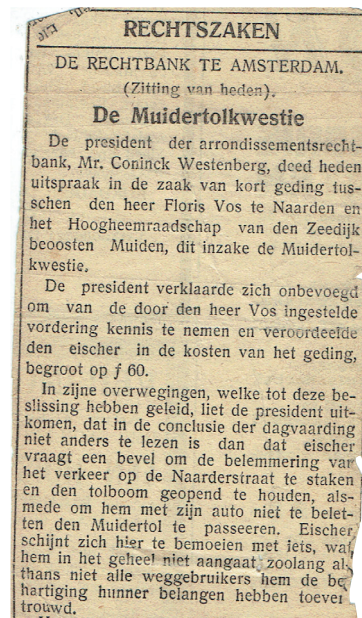 RECHTSZAKEN
DE RECHTBANK TE AMSTERDAM.
(Zitting van heden).
De Muidertolkwestie
De president der arrondissementsrecht-
bank, Mr. Coninck Westenberg, deed heden
uitspraak in de zaak van kort geding tus-
schen den heer Floris Vos te Naarden en
het Hoogheemraadschap van den Zeedijk
beoosten Muiden, dit inzake de Muidertol-
kwestie.
De president verklaarde zich onbevoegd
om van de door den heer Vos ingestelde
vordering kennis te nemen en veroordeelde
den eischer in de kosten van het geding,
begroot op ƒ 60.
In zijne overwegingen, welke tot deze be-
slissing hebben geleid, liet de president uit-
komen, dat in de conclusie der dagvaarding
niet anders te lezen is dan dat eischer
vraagt een bevel om de belemmering van
het verkeer op de Naarderstraat te staken
en den tolboom geopend te houden, als-
mede om hem met zijn auto niet te belet-
ten den Muidertol te passeeren. Eischer
schijnt zich hier te bemoeien met iets, wat
hem in het geheel niet aangaat, zoolang al-
thans niet alle weggebruikers hem de be
hartiging hunner belangen hebben toever
trouwd.